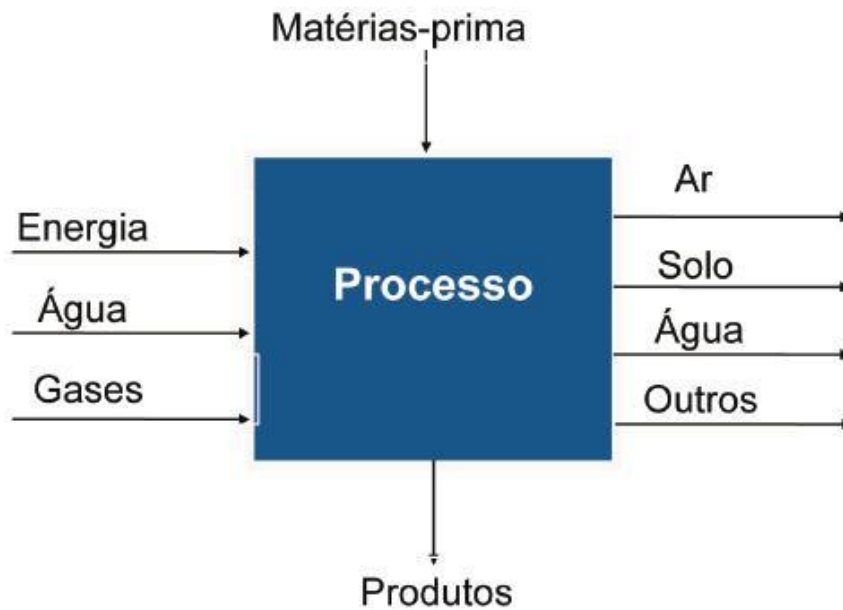 Matérias-prima
Energia
Água
Gases
Processo
Ar
Solo
Água
Outros
Produtos